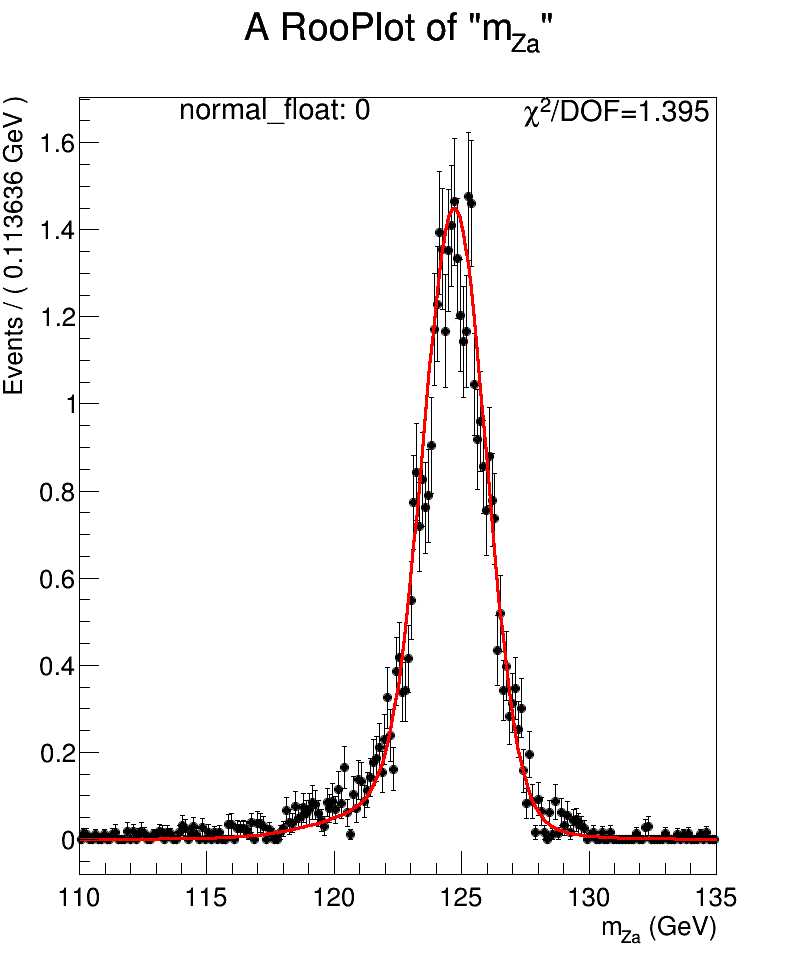 A RooPlot of "mZa"
normal_float: 0
χ²/DOF=1.395
Events / ( 0.113636 GeV )
1.6
1.4
1.2
1
0.8
0.6
0.4
0.2
0
110 115 120 125 130 135
mZa (GeV)